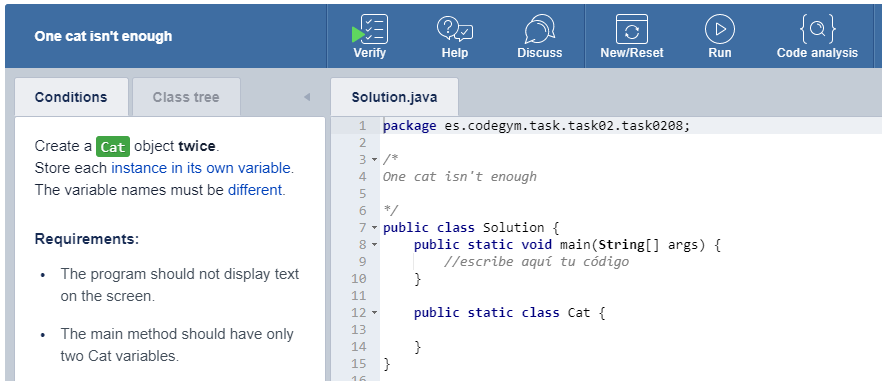 One cat isn't enough
Verify
Help
Discuss
New/Reset
Run
Code analysis
Conditions
Class tree
Create a Cat object twice.
Store each instance in its own variable.
The variable names must be different.
Requirements:
• The program should not display text
on the screen.
• The main method should have only
two Cat variables.
Solution.java
1 package es.codegym.task.task02.task0208;
2
3 /*
4 One cat isn't enough
5
6 */
7 public class Solution {
8 public static void main(String[] args) {
9 //escribe aquí tu código
10 }
11
12 public static class Cat {
13
14 }
15 }
16